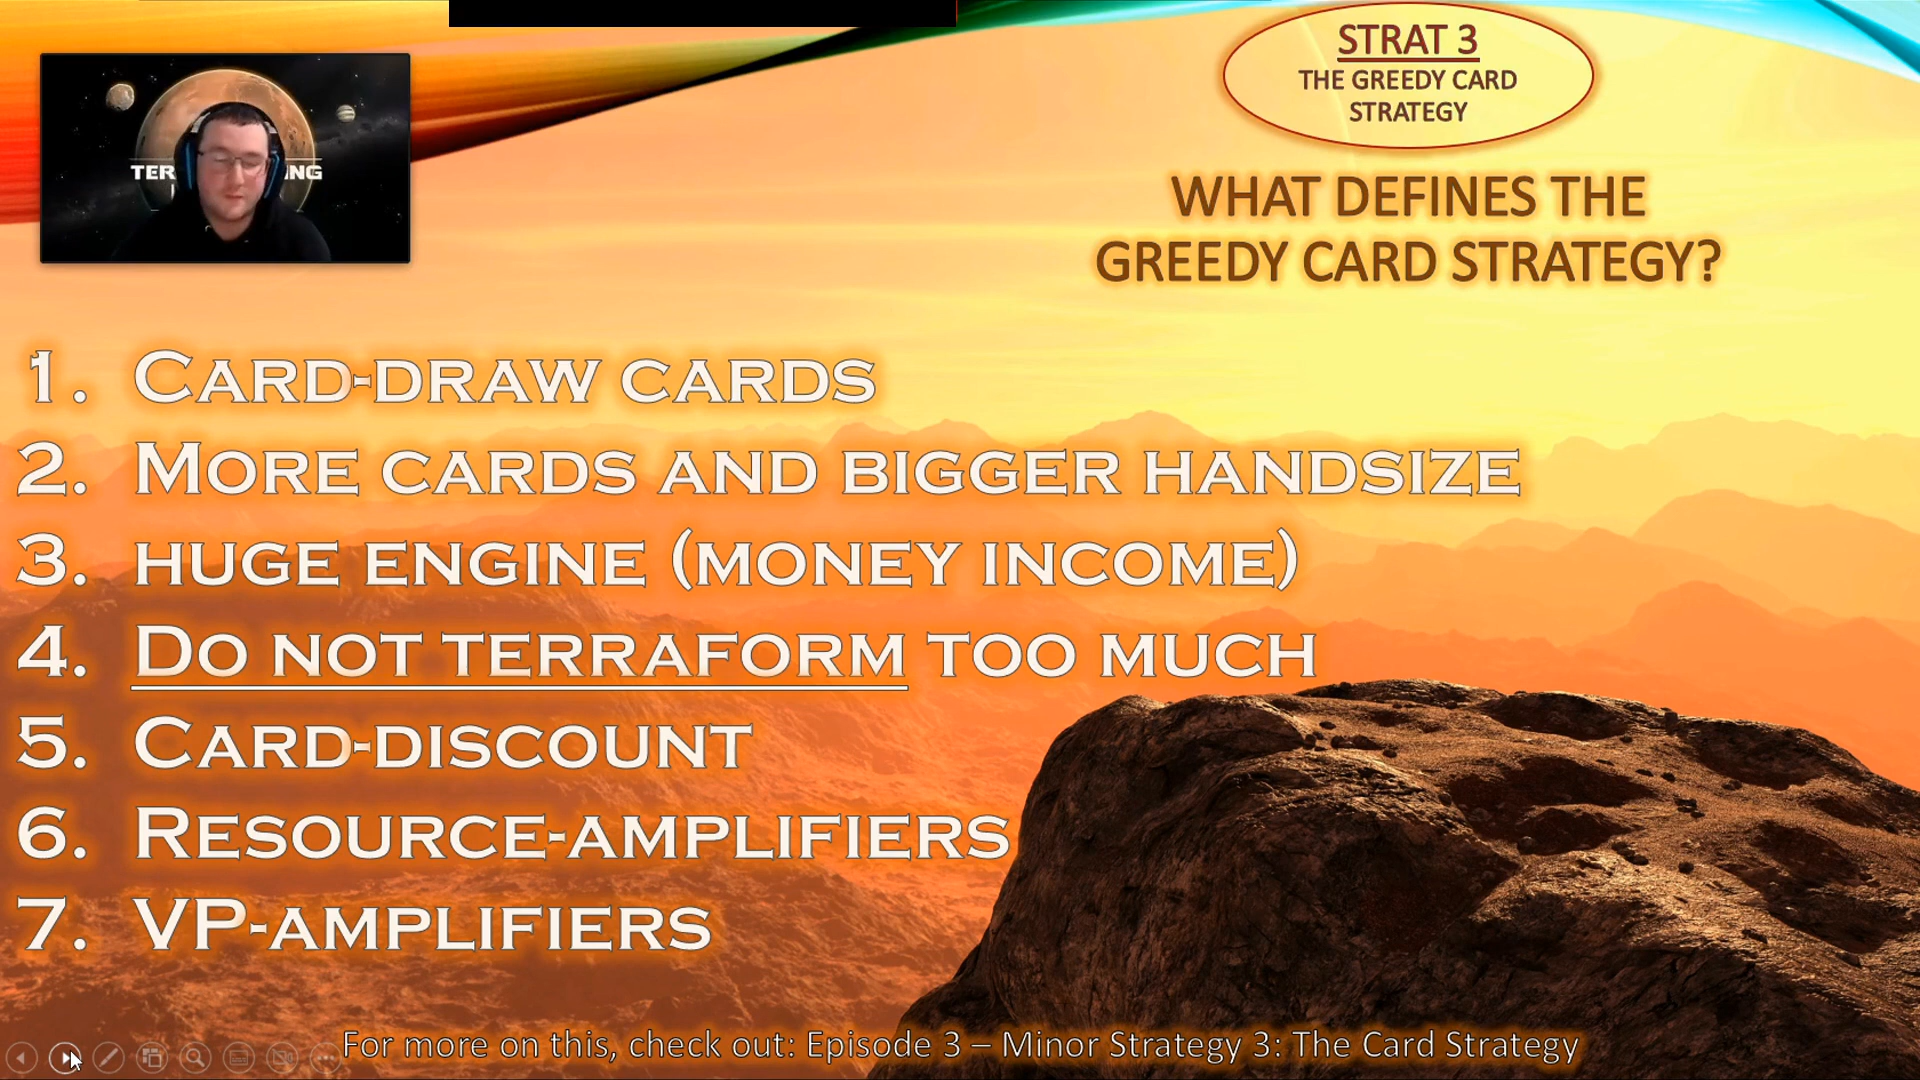 STRAT 3
THE GREEDY CARD
STRATEGY
WHAT DEFINES THE
GREEDY CARD STRATEGY?
1. CARD-DRAW CARDS
2. MORE CARDS AND BIGGER HANDSIZE
3. HUGE ENGINE (MONEY INCOME)
4. DO NOT TERRAFORM TOO MUCH
5. CARD-DISCOUNT
6. RESOURCE-AMPLIFIERS
7. VP-AMPLIFIERS
For more on this, check out: Episode 3 – Minor Strategy 3: The Card Strategy